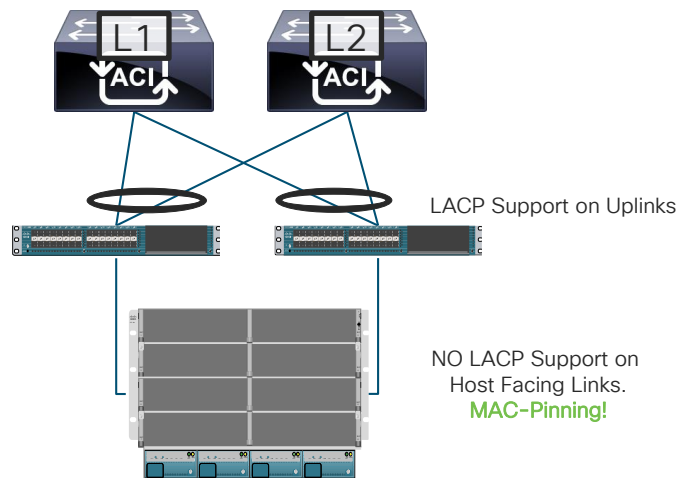 L1
L2
ACI
ACI
LACP Support on Uplinks
NO LACP Support on
Host Facing Links.
MAC-Pinning!